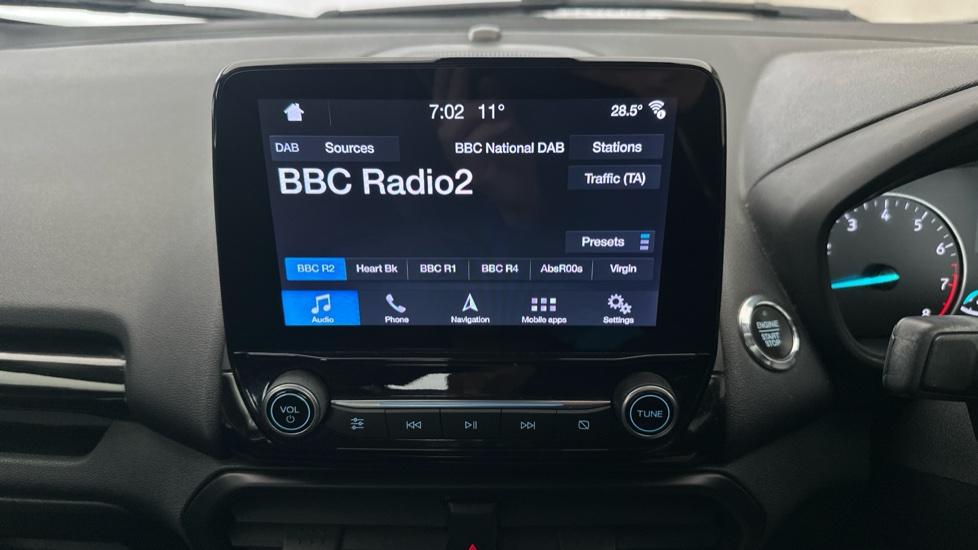 7:02 11° 28.5°
DAB Sources BBC National DAB Stations
BBC Radio2
Traffic (TA)
Presets
BBC R2 Heart Bk BBC R1 BBC R4 AbsR00s Virgin
Audio Phone Navigation Mobile apps Settings
VOL
TUNE
ENGINE
START
STOP
3 4 5 6 7 8